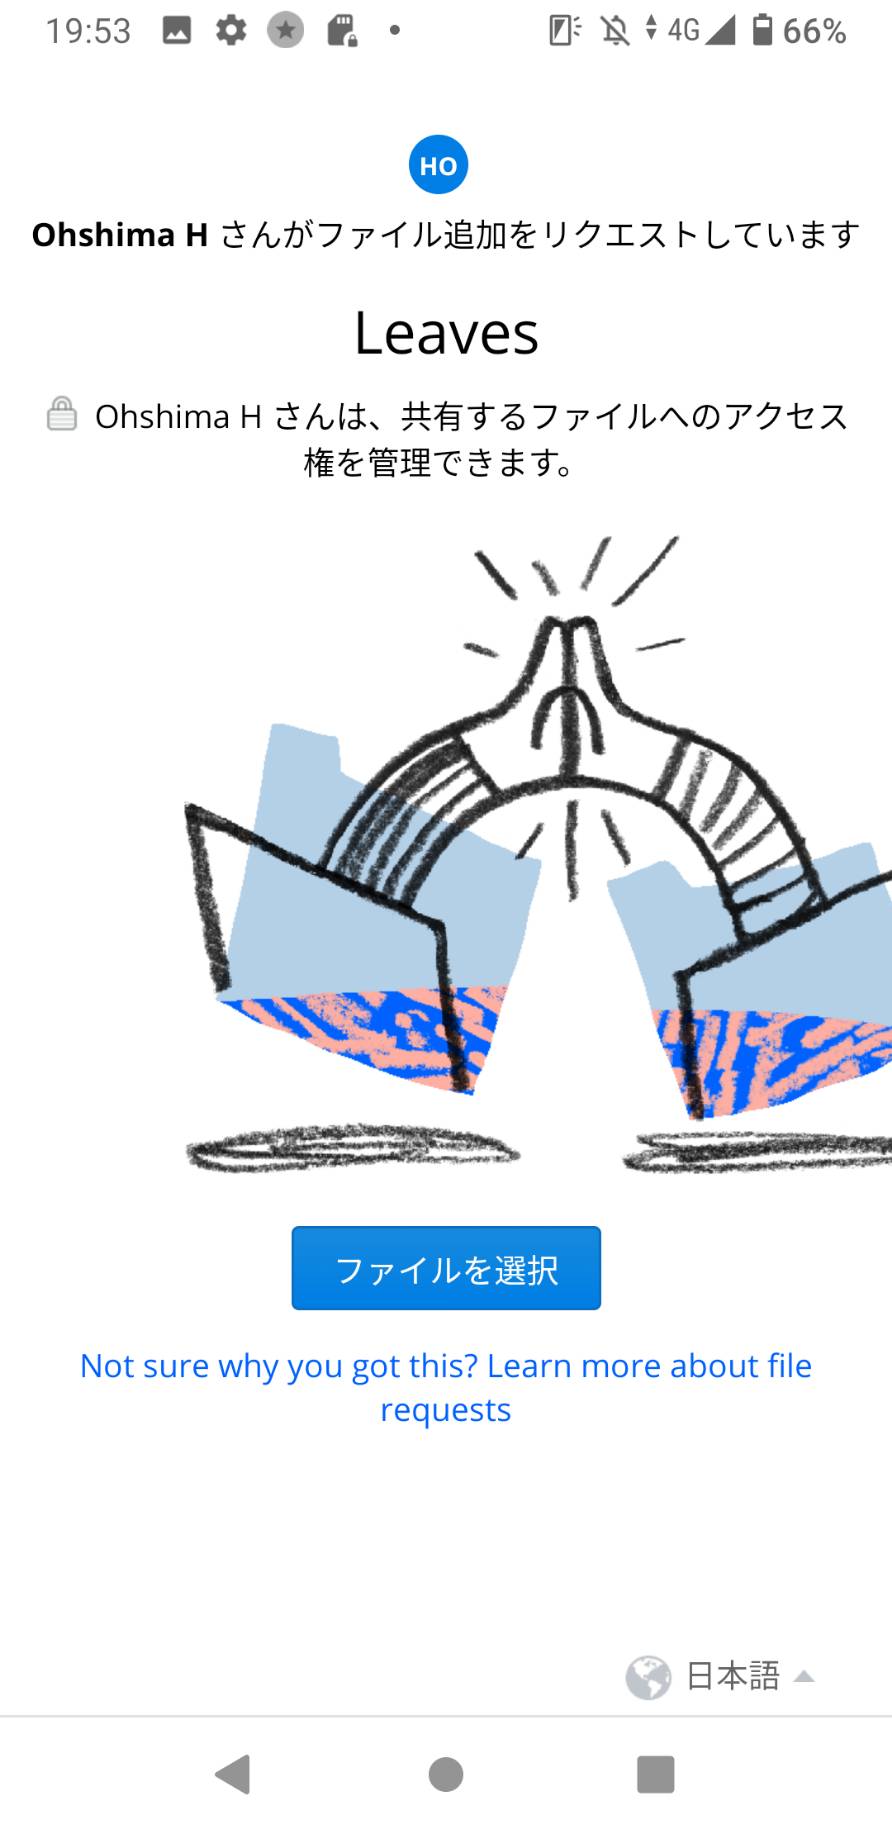 19:53
4G
66%
HO
Ohshima H さんがファイル追加をリクエストしています
Leaves
Ohshima H さんは、共有するファイルへのアクセス
権を管理できます。
ファイルを選択
Not sure why you got this? Learn more about file
requests
日本語